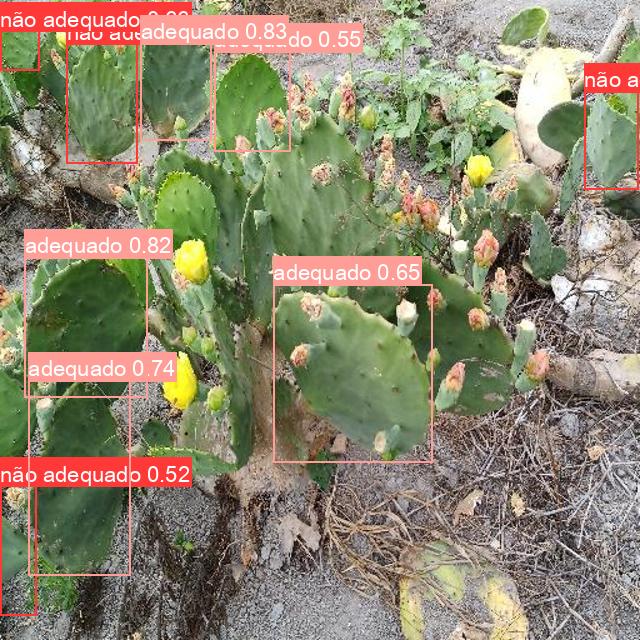 não adequado
não ade
adequado 0.83
do 0.55
não a
adequado 0.82
adequado 0.65
adequado 0.74
não adequado 0.52